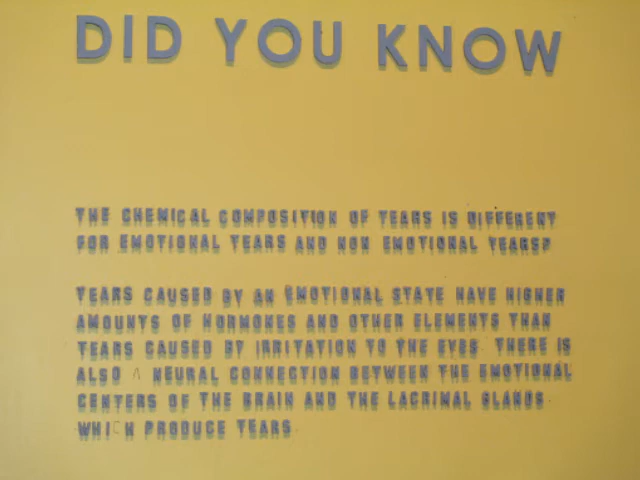 DID YOU KNOW
THE CHEMICAL COMPOSITION OF TEARS IS DIFFERENT
FOR EMOTIONAL TEARS AND NON EMOTIONAL TEARS?
TEARS CAUSED BY AN EMOTIONAL STATE HAVE HIGHER
AMOUNTS OF HORMONES AND OTHER ELEMENTS THAN
TEARS CAUSED BY IRRITATION TO THE EYES THERE IS
ALSO A NEURAL CONNECTION BETWEEN THE EMOTIONAL
CENTERS OF THE BRAIN AND THE LACRIMAL GLANDS
WHICH PRODUCE TEARS